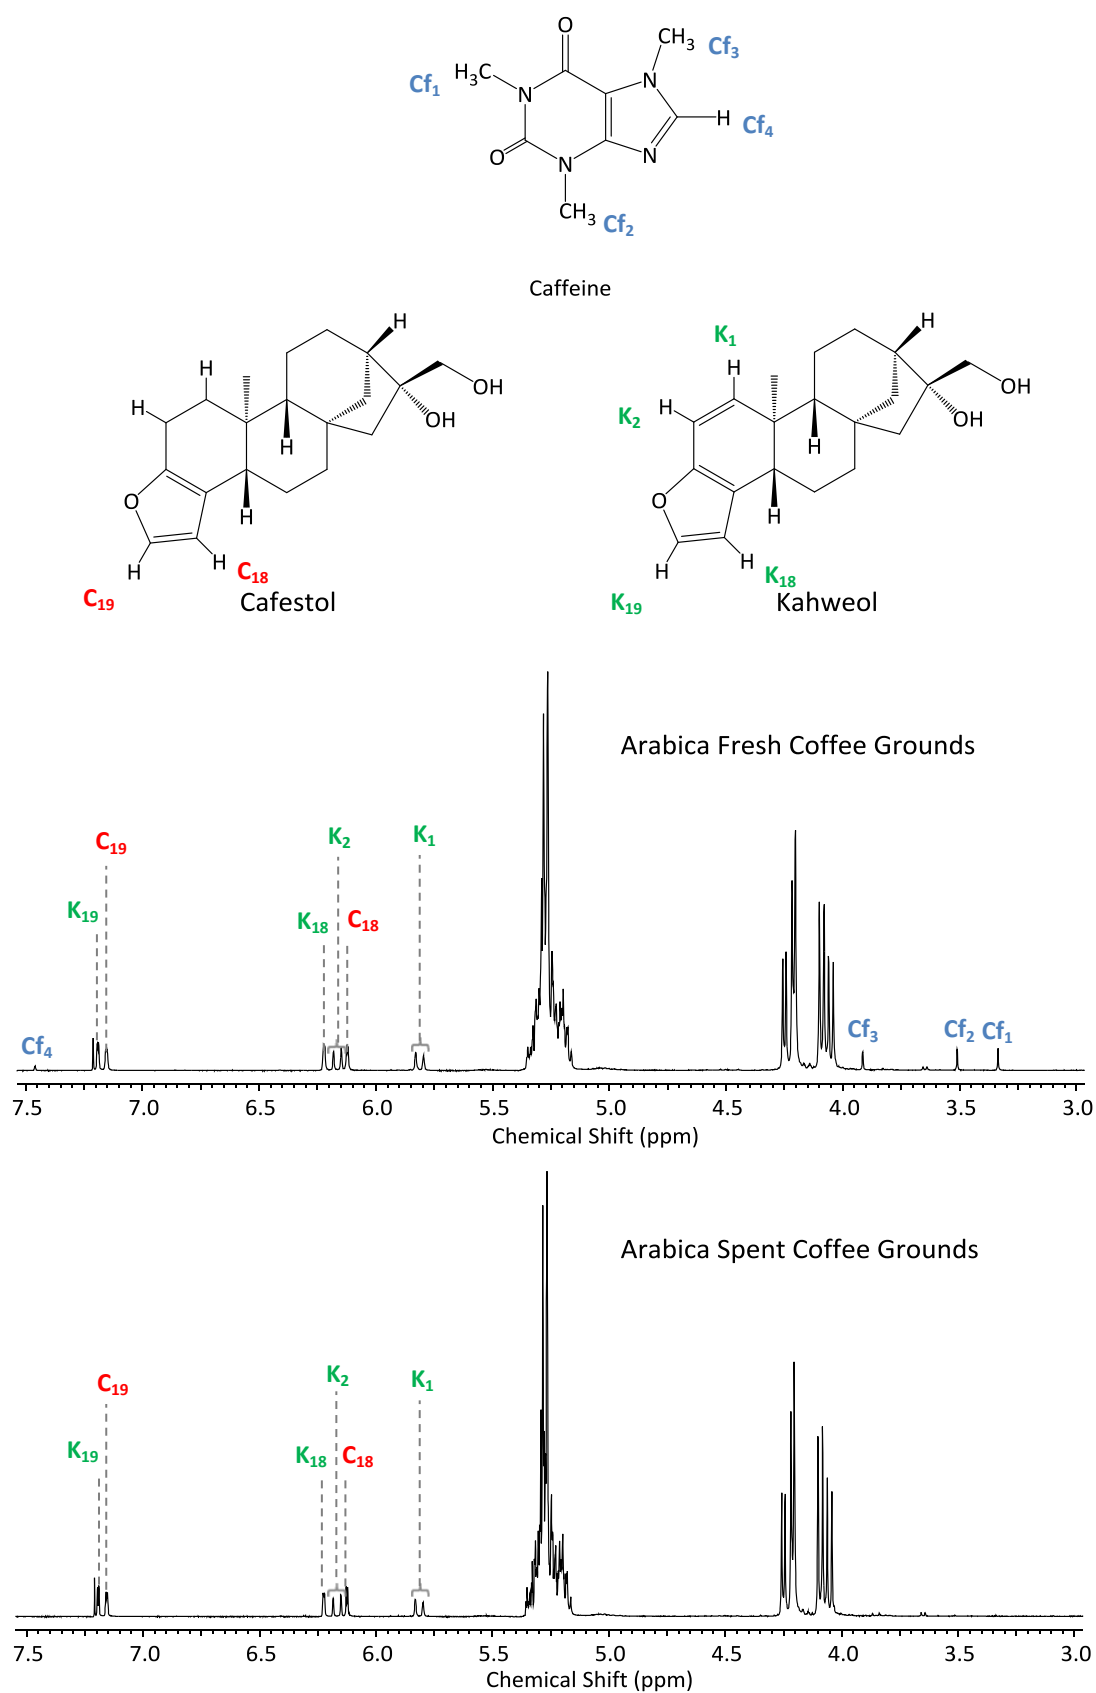 O
CH3 Cf3
H3C
Cf1
N
N
H Cf4
O
N
N
CH3 Cf2
Caffeine
H
H
H
OH
OH
H
O
H
H
H
C18
C19
Cafestol
K1
H
H
K2
H
OH
OH
H
O
H
H
H
K18
K19
Kahweol
Arabica Fresh Coffee Grounds
C19
K2
K1
K19
K18
C18
Cf4
Cf3
Cf2
Cf1
7.5 7.0 6.5 6.0 5.5 5.0 4.5 4.0 3.5 3.0
Chemical Shift (ppm)
Arabica Spent Coffee Grounds
C19
K2
K1
K19
K18
C18
7.5 7.0 6.5 6.0 5.5 5.0 4.5 4.0 3.5 3.0
Chemical Shift (ppm)